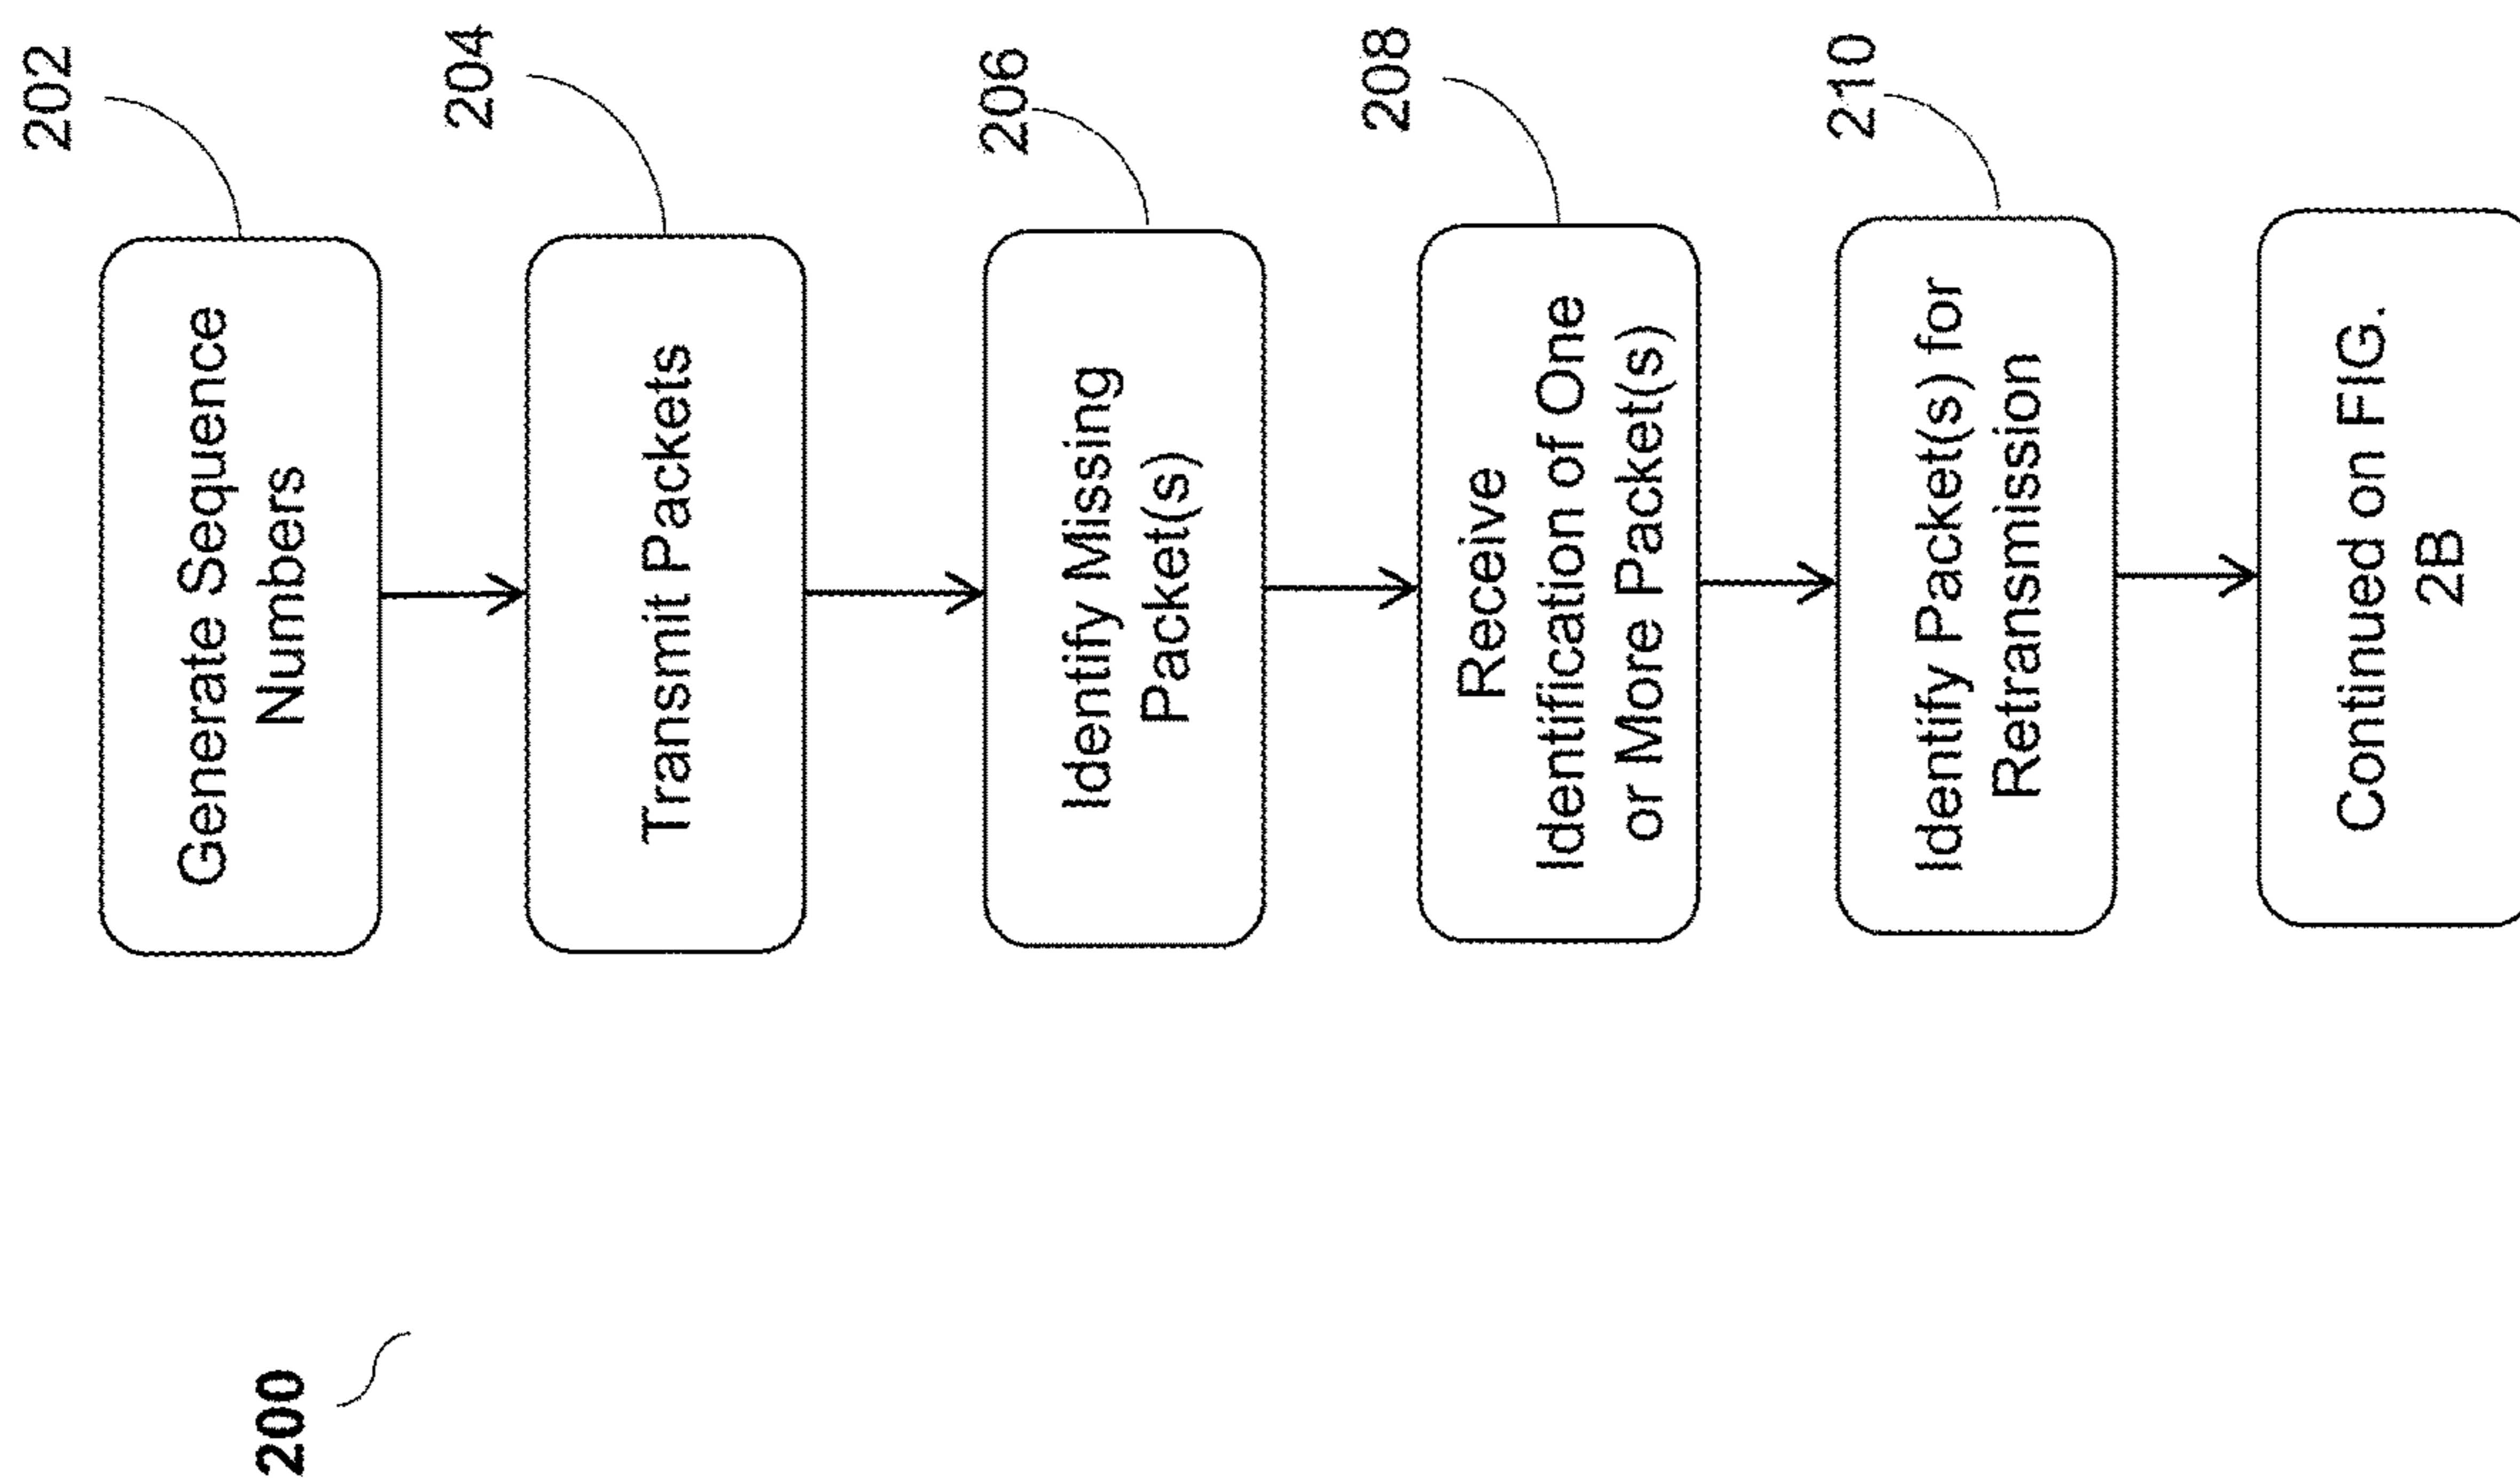 200
202
Generate Sequence
Numbers
204
Transmit Packets
206
Identify Missing
Packet(s)
208
Receive
Identification of One
or More Packet(s)
210
Identify Packet(s) for
Retransmission
Continued on FIG.
2B